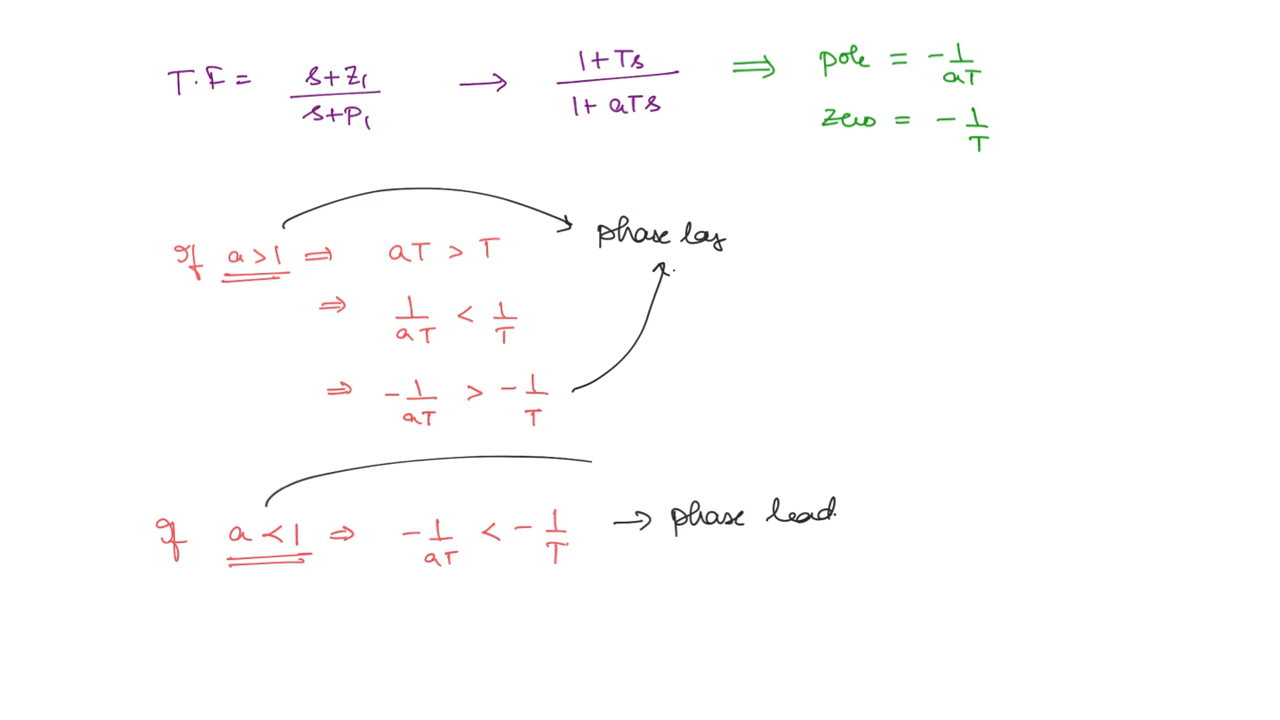 T.F = s+z₁ / s+p₁ → 1+Ts / 1+aTs ⇒ pole = -1/aT
zero = -1/T
If a>1 ⇒ aT > T phase lag
⇒ 1/aT < 1/T
⇒ -1/aT > -1/T
If a<1 ⇒ -1/aT < -1/T → phase lead.